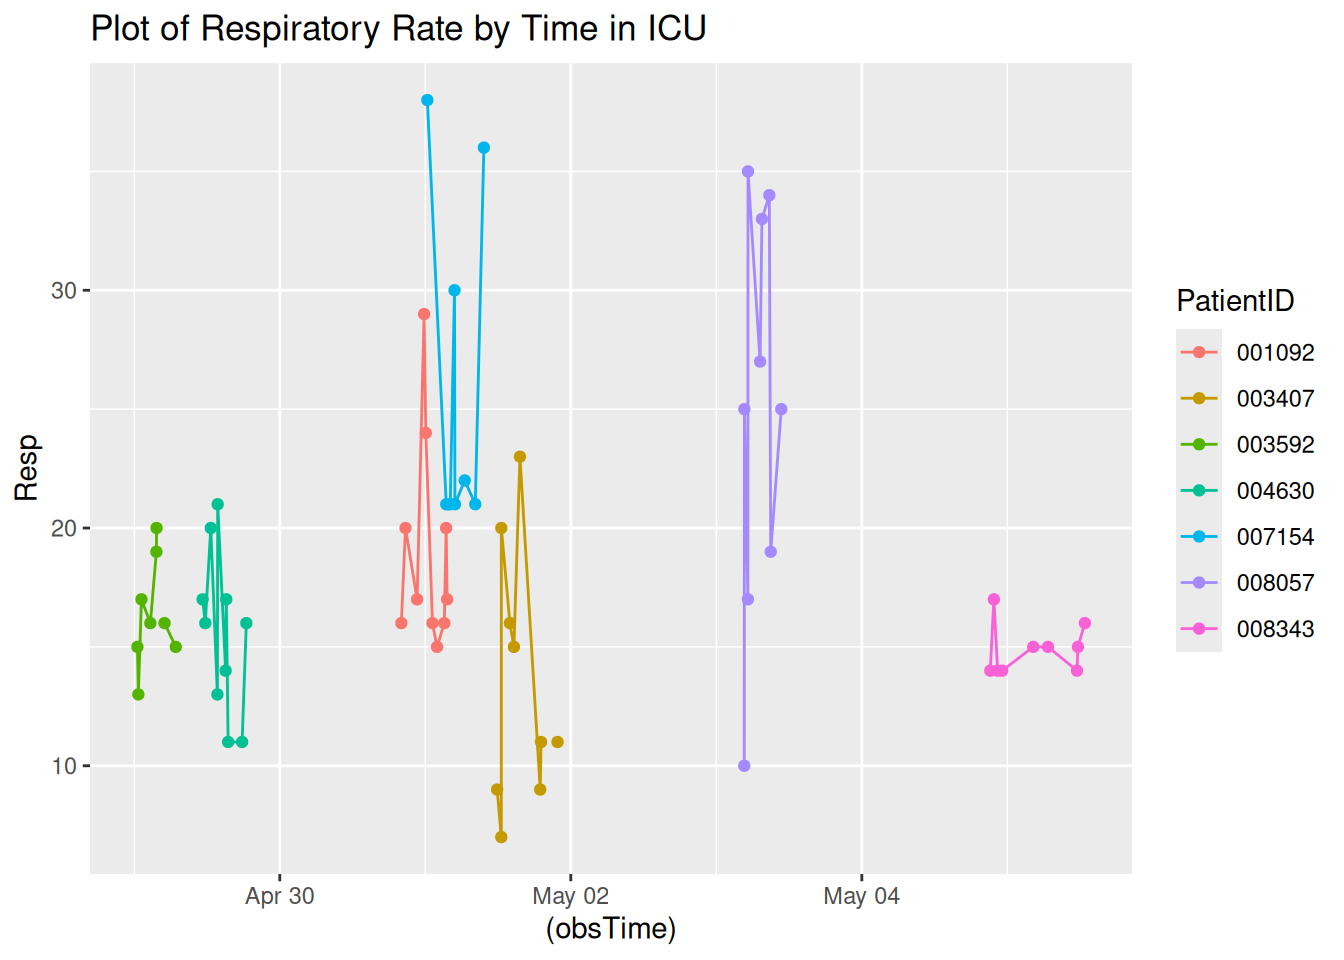 Plot of Respiratory Rate by Time in ICU
Resp
30
20
10
Apr 30
May 02
May 04
(obsTime)
PatientID
001092
003407
003592
004630
007154
008057
008343